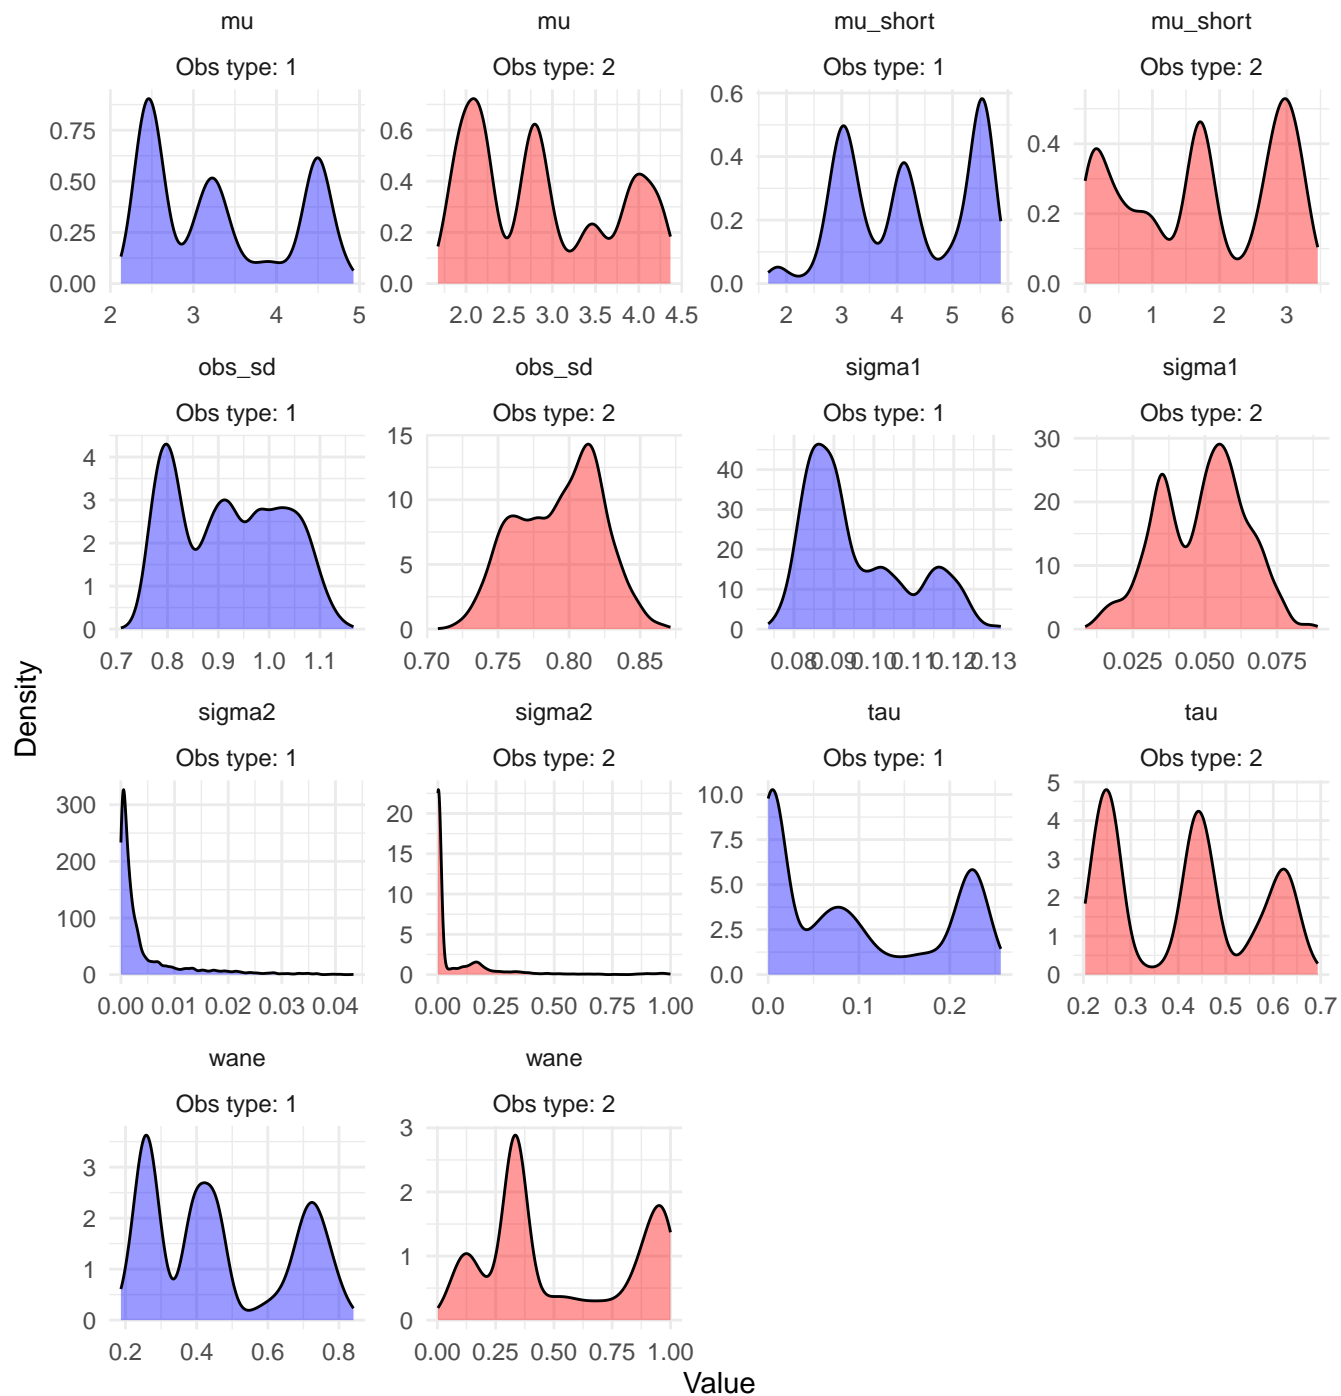 mu mu mu_short mu_short
Obs type: 1 Obs type: 2 Obs type: 1 Obs type: 2
0.75
0.50
0.25
0.00
2 3 4 5
0.6
0.4
0.2
0.0
2.0 2.5 3.0 3.5 4.0 4.5
0.6
0.4
0.2
0.0
2 3 4 5 6
0.4
0.2
0.0
0 1 2 3
obs_sd obs_sd sigma1 sigma1
Obs type: 1 Obs type: 2 Obs type: 1 Obs type: 2
4
3
2
1
0
0.7 0.8 0.9 1.0 1.1
15
10
5
0
0.70 0.75 0.80 0.85
40
30
20
10
0
0.08 0.09 0.10 0.11 0.12 0.13
30
20
10
0
0.025 0.050 0.075
Density
sigma2 sigma2 tau tau
Obs type: 1 Obs type: 2 Obs type: 1 Obs type: 2
300
200
100
0
0.00 0.01 0.02 0.03 0.04
20
15
10
5
0
0.00 0.25 0.50 0.75 1.00
10.0
7.5
5.0
2.5
0.0
0.0 0.1 0.2
5
4
3
2
1
0
0.2 0.3 0.4 0.5 0.6 0.7
wane wane
Obs type: 1 Obs type: 2
3
2
1
0
0.2 0.4 0.6 0.8
3
2
1
0
0.00 0.25 0.50 0.75 1.00
Value